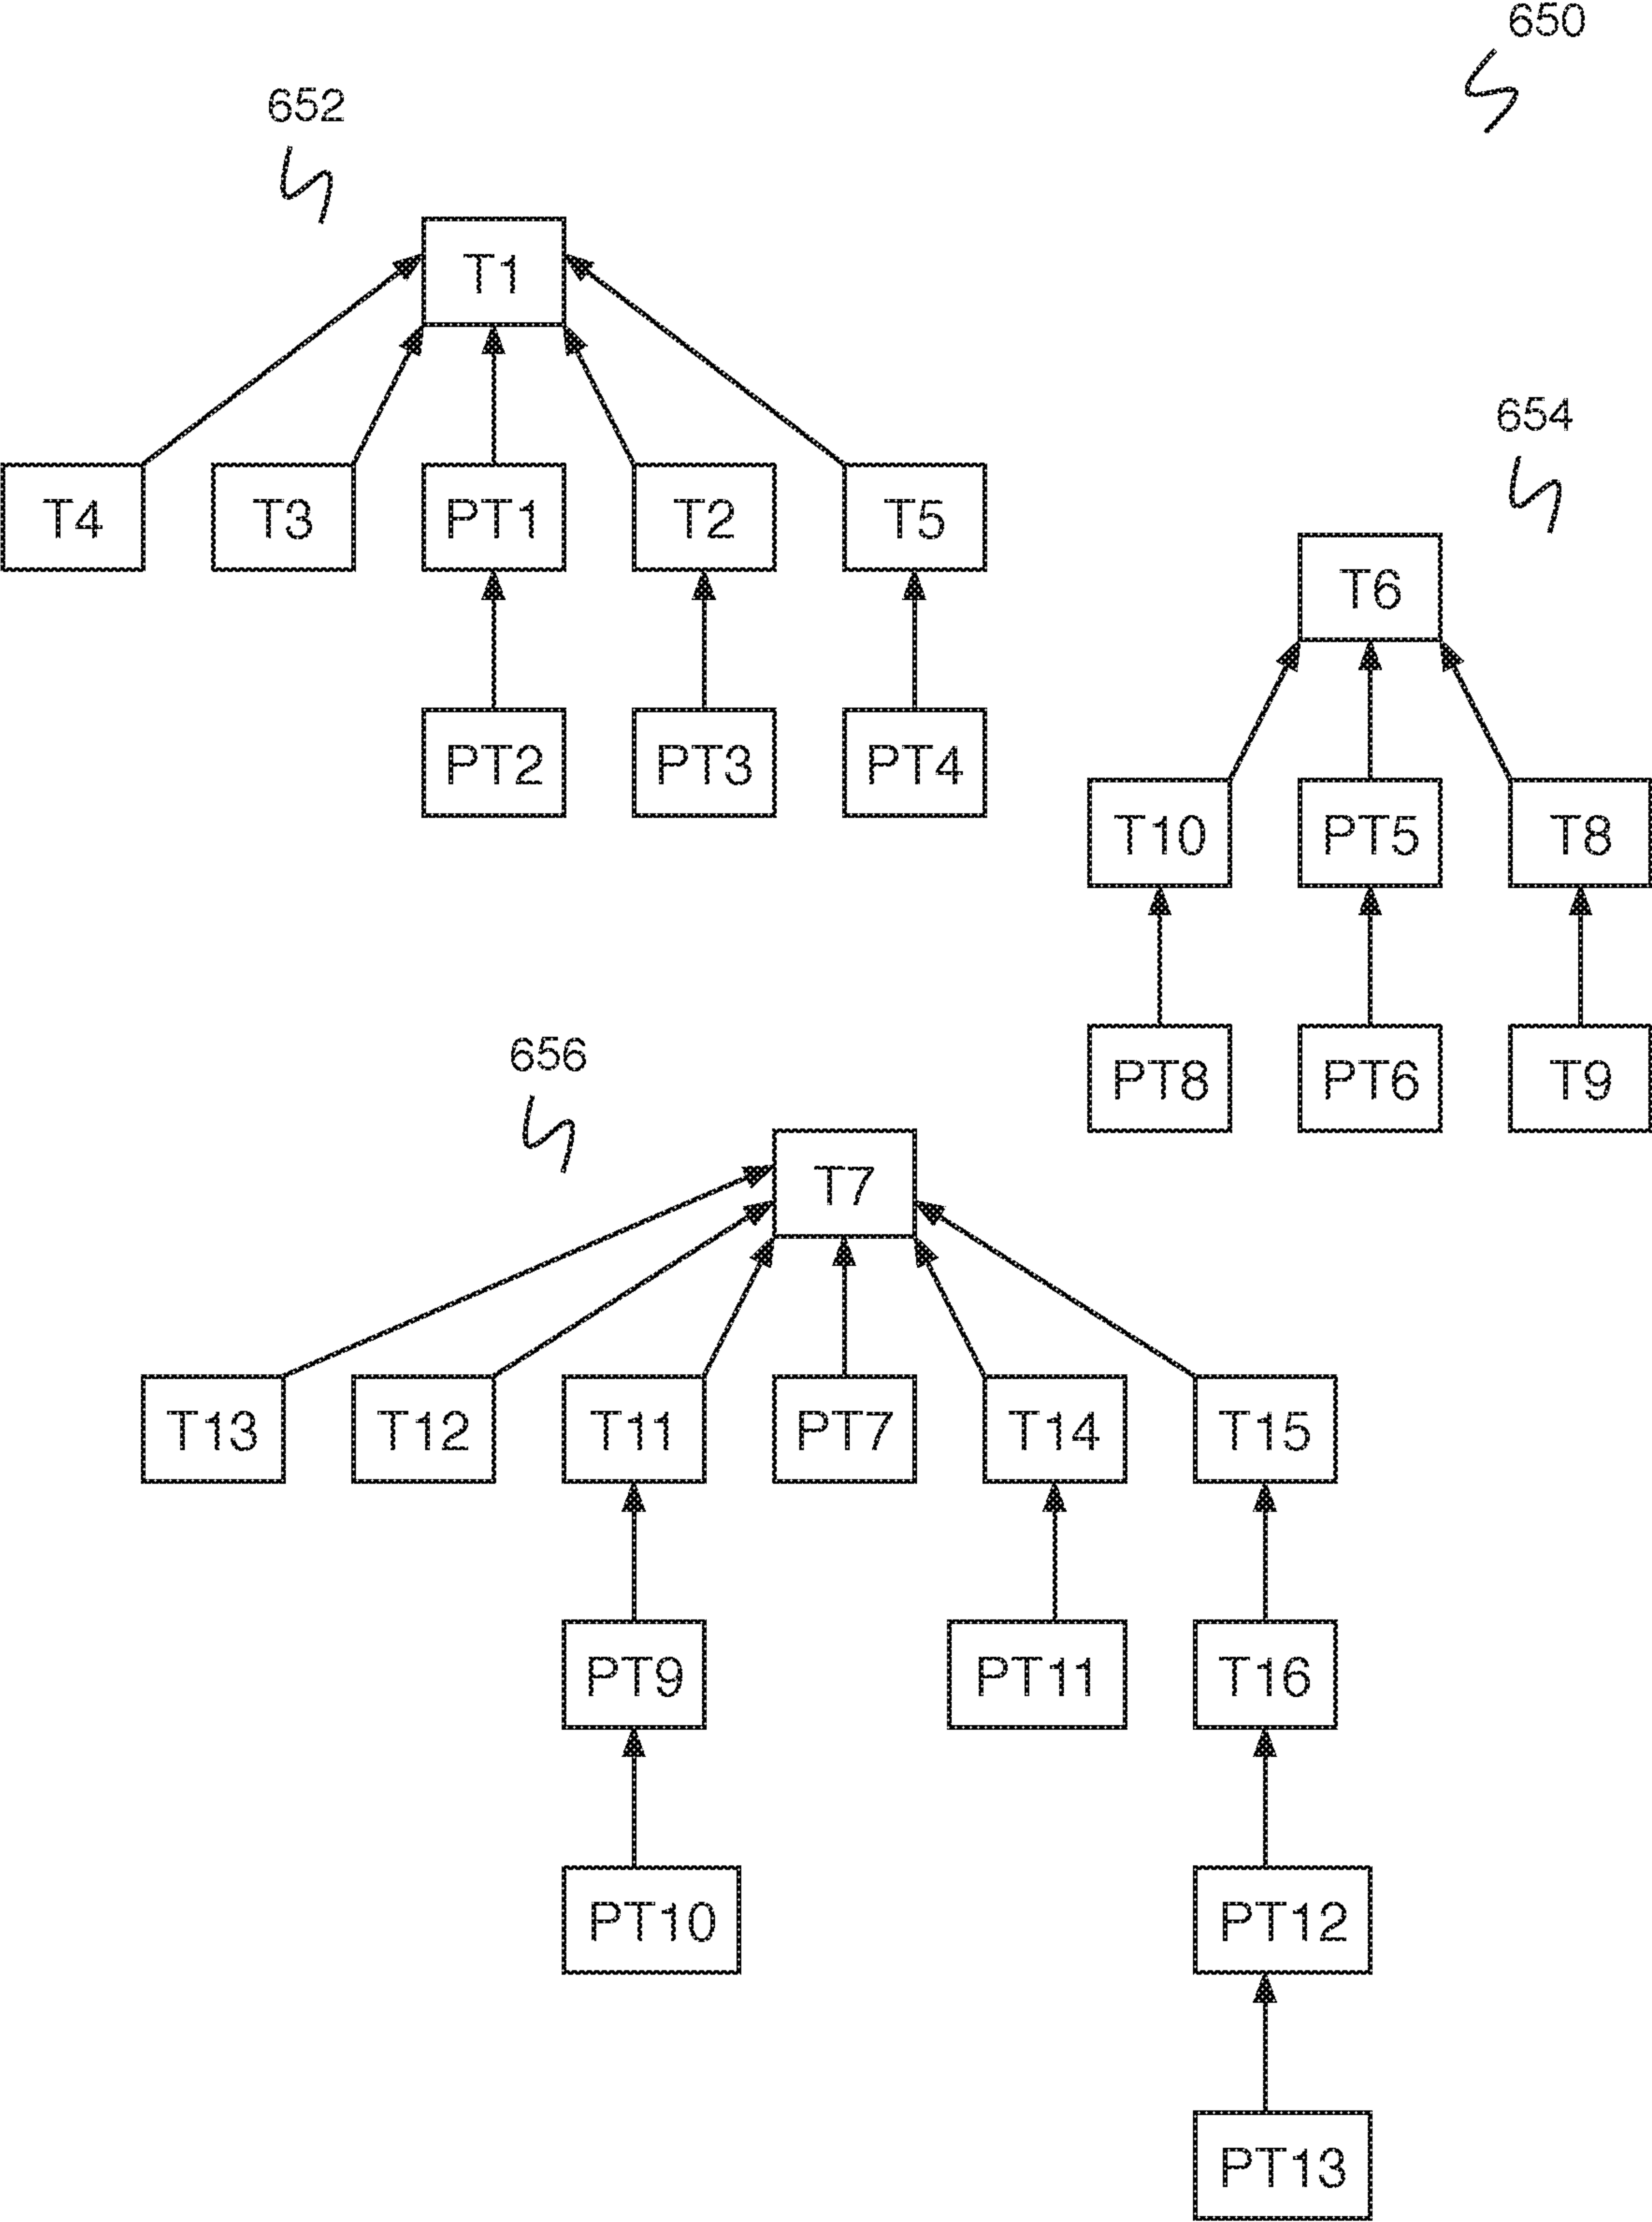 650
652
T1
654
T4 T3 PT1 T2 T5
T6
PT2 PT3 PT4
T10 PT5 T8
656
PT8 PT6 T9
T7
T13 T12 T11 PT7 T14 T15
PT9 PT11 T16
PT10 PT12
PT13